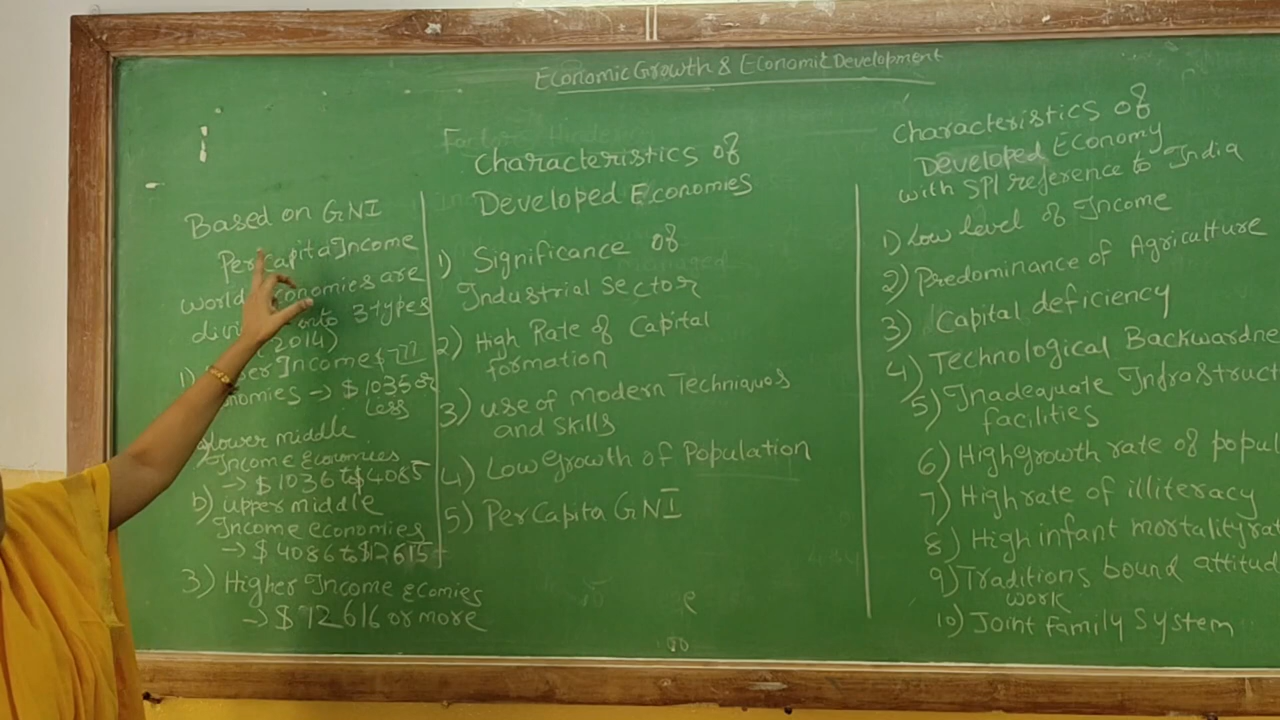 Economic Growth & Economic Development
Based on GNI
Per capita Income
world are
3 types
(2014)
1) Income
→ $ 1035 or
Less
a) lower middle
Income Economies
→ $ 1036 to $ 4085
b) upper middle
Income economies
→ $ 4086 to $12615
3) Higher Income Ecomies
→ $ 12616 or more
Characteristics of
Developed Economies
1) Significance of
Industrial Sector
2) High Rate of Capital
formation
3) use of modern Techniques
and Skills
4) Low Growth of Population
5) Per Capita GNI
Characteristics of
Developed Economy
with SPl reference to India
1) Low level of Income
2) Predominance of Agriculture
3) Capital deficiency
4) Technological Backwardne
5) Inadequate Infrastruct
facilities
6) High growth rate of popul
7) High rate of illiteracy
8) High infant mortality rat
9) Traditions bound attitud
work
10) Joint Family System